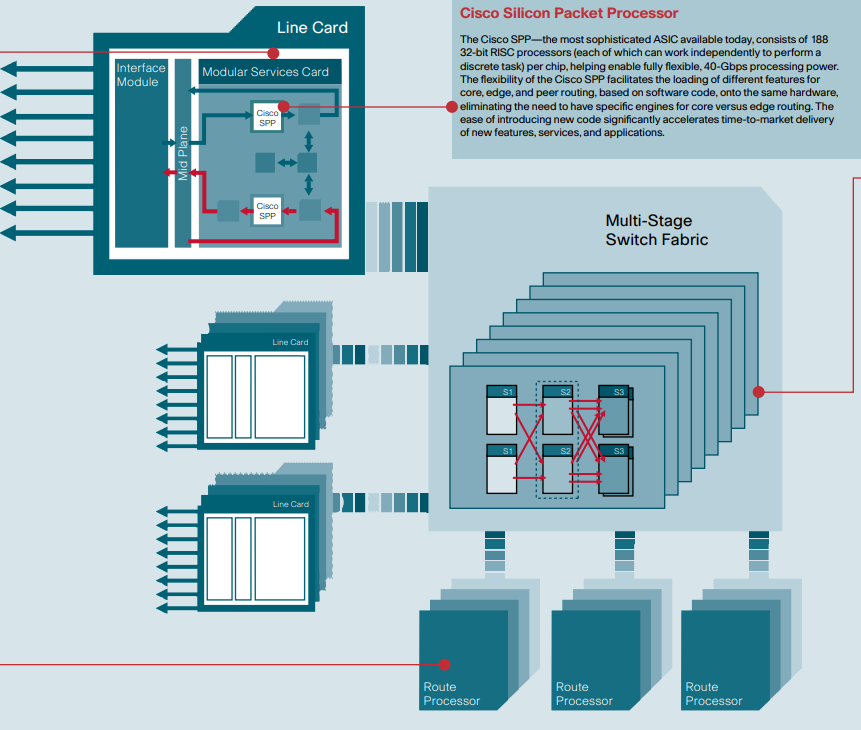 Line Card
Interface
Module
Modular Services Card
Mid Plane
Cisco
SPP
Cisco
SPP
Cisco Silicon Packet Processor
The Cisco SPP—the most sophisticated ASIC available today, consists of 188
32-bit RISC processors (each of which can work independently to perform a
discrete task) per chip, helping enable fully flexible, 40-Gbps processing power.
The flexibility of the Cisco SPP facilitates the loading of different features for
core, edge, and peer routing, based on software code, onto the same hardware,
eliminating the need to have specific engines for core versus edge routing. The
ease of introducing new code significantly accelerates time-to-market delivery
of new features, services, and applications.
Multi-Stage
Switch Fabric
Line Card
S1
S2
S3
S1
S2
S3
Line Card
Route
Processor
Route
Processor
Route
Processor